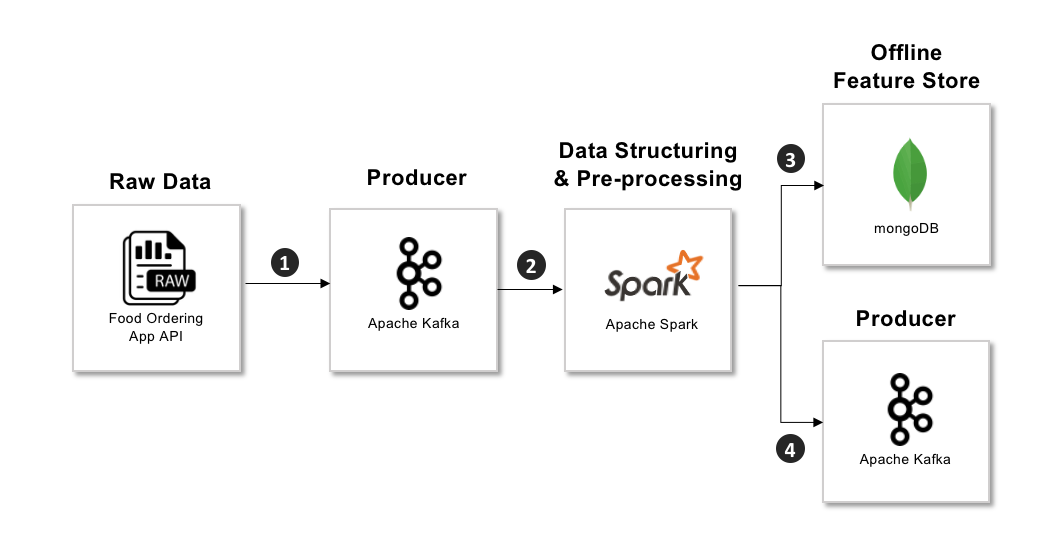 Raw Data
RAW
Food Ordering
App API
1
Producer
Apache Kafka
2
Data Structuring
& Pre-processing
Spark
Apache Spark
3
Offline
Feature Store
mongoDB
4
Producer
Apache Kafka